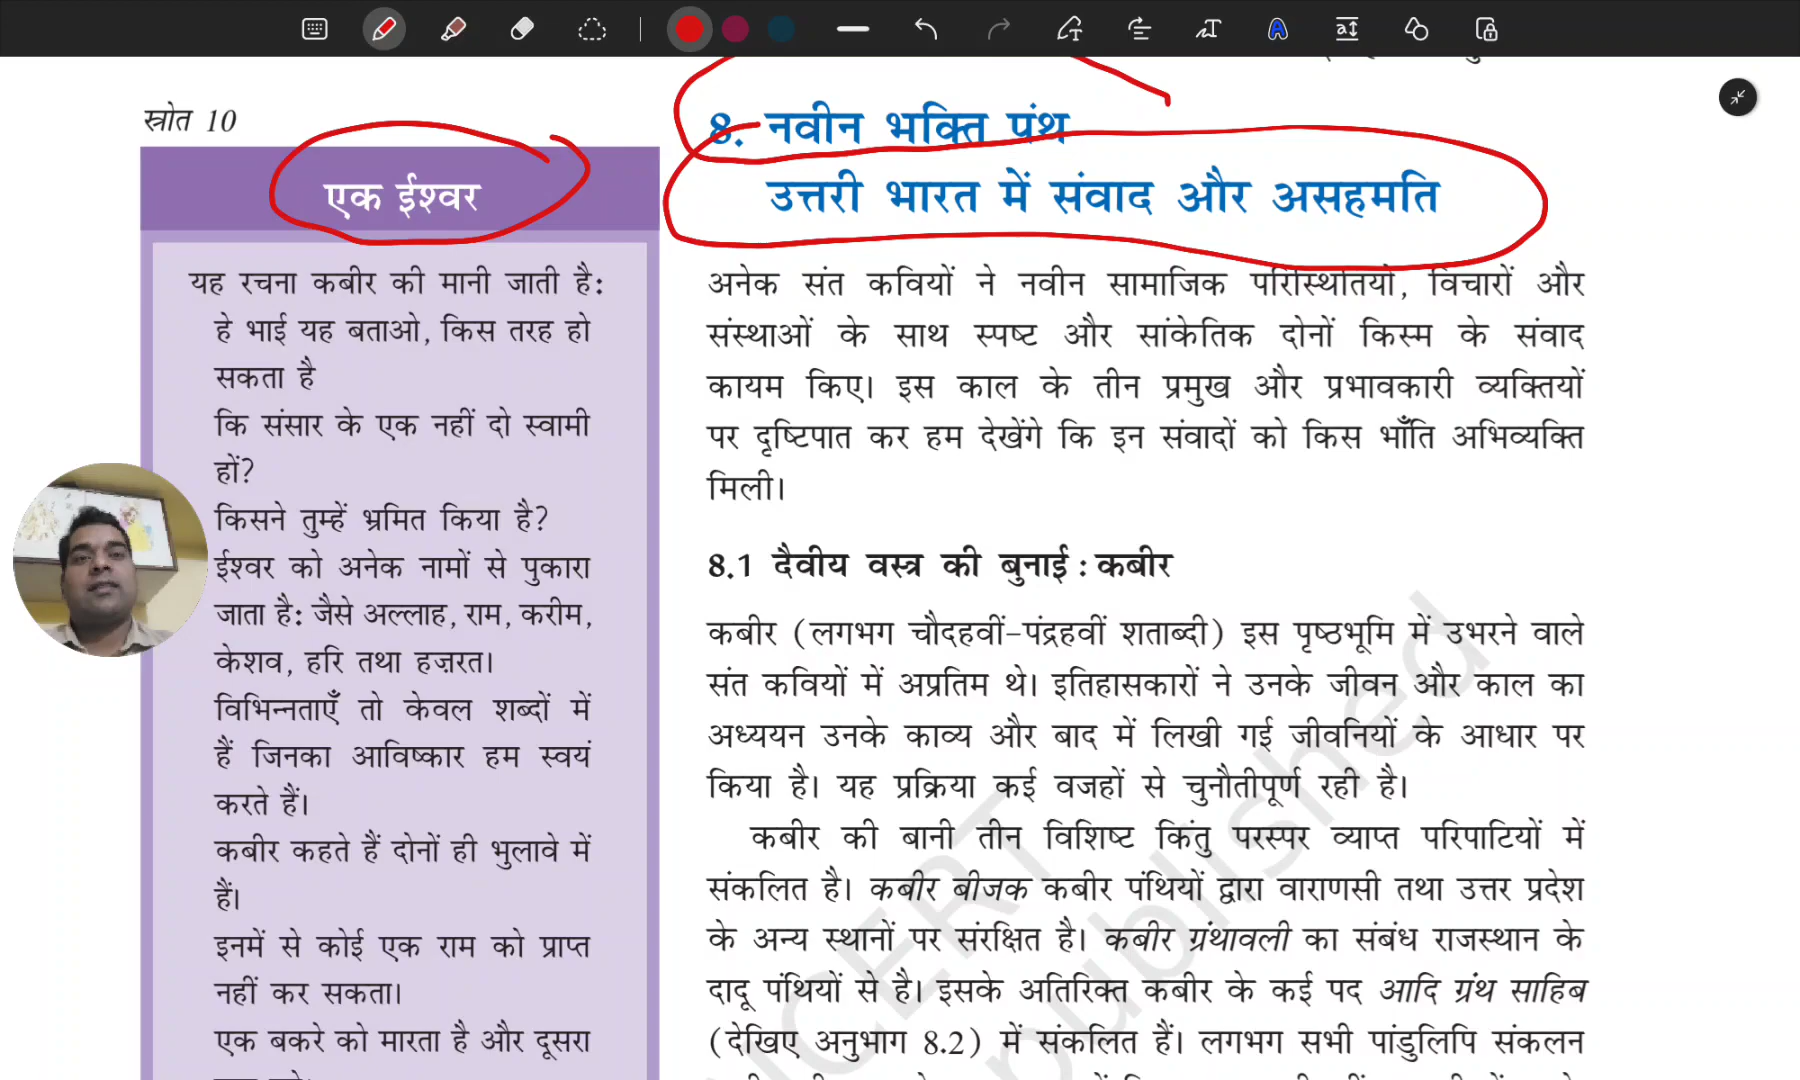 स्रोत 10
एक ईश्वर
यह रचना कबीर की मानी जाती है:
हे भाई यह बताओ, किस तरह हो
सकता है
कि संसार के एक नहीं दो स्वामी
हों?
किसने तुम्हें भ्रमित किया है?
ईश्वर को अनेक नामों से पुकारा
जाता है: जैसे अल्लाह, राम, करीम,
केशव, हरि तथा हज़रत।
विभिन्नताएँ तो केवल शब्दों में
हैं जिनका आविष्कार हम स्वयं
करते हैं।
कबीर कहते हैं दोनों ही भुलावे में
हैं।
इनमें से कोई एक राम को प्राप्त
नहीं कर सकता।
एक बकरे को मारता है और दूसरा
8. नवीन भक्ति पंथ
उत्तरी भारत में संवाद और असहमति
अनेक संत कवियों ने नवीन सामाजिक परिस्थितियों, विचारों और
संस्थाओं के साथ स्पष्ट और सांकेतिक दोनों किस्म के संवाद
कायम किए। इस काल के तीन प्रमुख और प्रभावकारी व्यक्तियों
पर दृष्टिपात कर हम देखेंगे कि इन संवादों को किस भाँति अभिव्यक्ति
मिली।
8.1 दैवीय वस्त्र की बुनाई : कबीर
कबीर (लगभग चौदहवीं-पंद्रहवीं शताब्दी) इस पृष्ठभूमि में उभरने वाले
संत कवियों में अप्रतिम थे। इतिहासकारों ने उनके जीवन और काल का
अध्ययन उनके काव्य और बाद में लिखी गई जीवनियों के आधार पर
किया है। यह प्रक्रिया कई वजहों से चुनौतीपूर्ण रही है।
कबीर की बानी तीन विशिष्ट किंतु परस्पर व्याप्त परिपाटियों में
संकलित है। कबीर बीजक कबीर पंथियों द्वारा वाराणसी तथा उत्तर प्रदेश
के अन्य स्थानों पर संरक्षित है। कबीर ग्रंथावली का संबंध राजस्थान के
दादू पंथियों से है। इसके अतिरिक्त कबीर के कई पद आदि ग्रंथ साहिब
(देखिए अनुभाग 8.2) में संकलित हैं। लगभग सभी पांडुलिपि संकलन